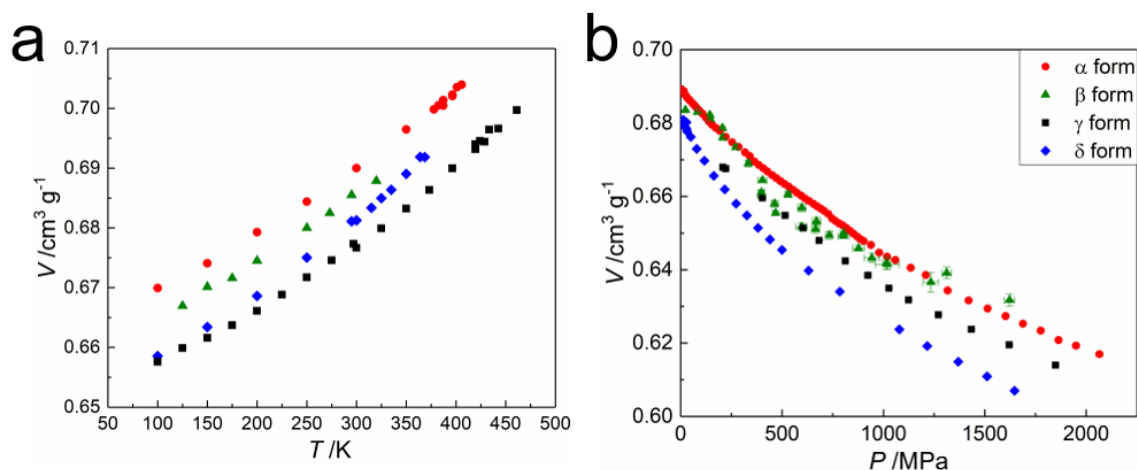 a
0.71
0.70
0.69
0.68
0.67
0.66
0.65
V /cm³ g⁻¹
100 150 200 250 300 350 400 450 500
T /K
b
0.70
0.68
0.66
0.64
0.62
0.60
V /cm³ g⁻¹
0 500 1000 1500 2000
P /MPa
α form
β form
γ form
δ form